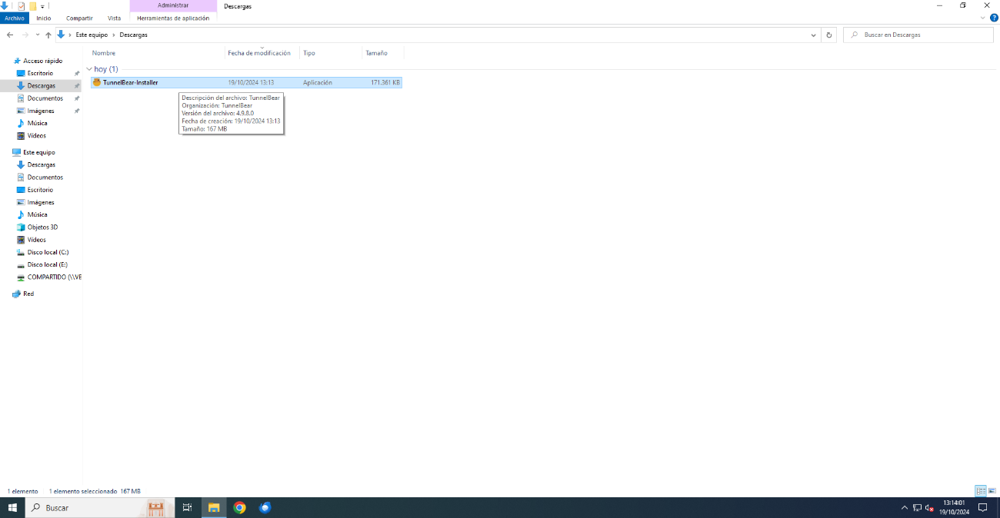 Administrar
Descargas
Archivo
Inicio
Compartir
Vista
Herramientas de aplicación
Este equipo
Descargas
Buscar en Descargas
Nombre
Fecha de modificación
Tipo
Tamaño
hoy (1)
TunnelBear-Installer
19/10/2024 13:13
Aplicación
171.361 KB
Descripción del archivo: TunnelBear
Organización: TunnelBear
Versión del archivo: 4.9.8.0
Fecha de creación: 19/10/2024 13:13
Tamaño: 167 MB
Acceso rápido
Escritorio
Descargas
Documentos
Imágenes
Música
Vídeos
Este equipo
Descargas
Documentos
Escritorio
Imágenes
Música
Objetos 3D
Vídeos
Disco local (C:)
Disco local (E:)
COMPARTIDO (\\VE
Red
1 elemento
1 elemento seleccionado 167 MB
Buscar
13:14:01
19/10/2024